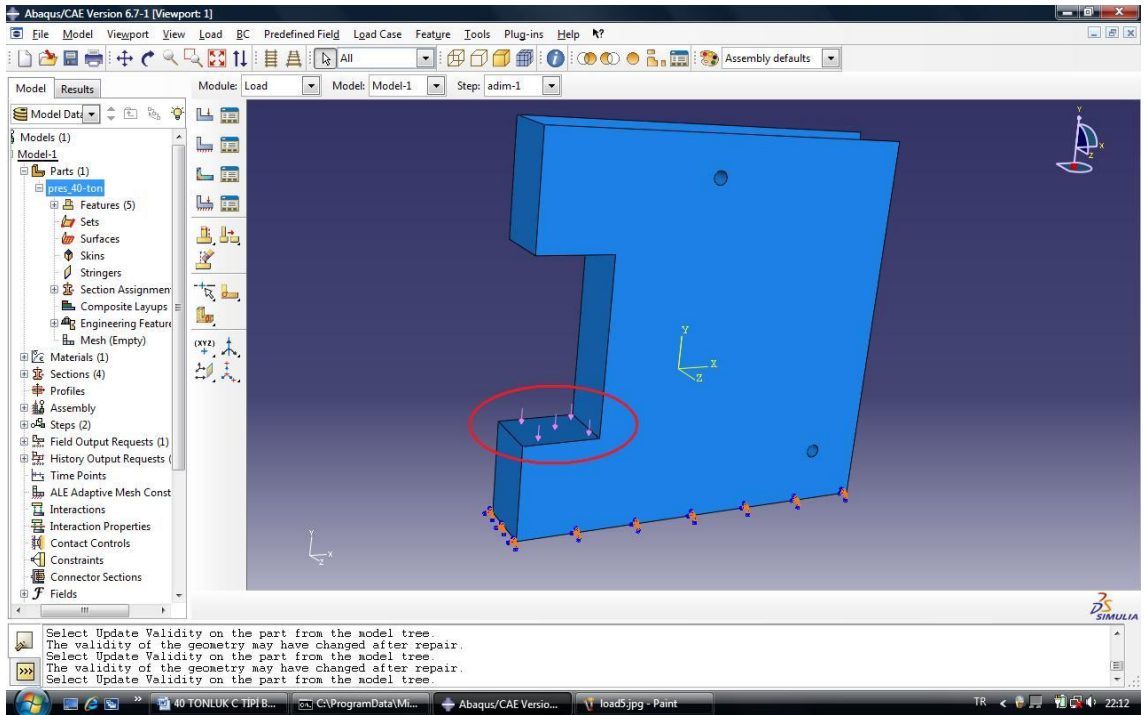 Abaqus/CAE Version 6.7-1 [Viewport: 1]
File Model Viewport View Load BC Predefined Field Load Case Feature Tools Plug-ins Help
All
Assembly defaults
Model Results
Module: Load Model: Model-1 Step: adim-1
Model Data
Models (1)
Model-1
Parts (1)
pres_40-ton
Features (5)
Sets
Surfaces
Skins
Stringers
Section Assignmen
Composite Layups
Engineering Feature
Mesh (Empty)
Materials (1)
Sections (4)
Profiles
Assembly
Steps (2)
Field Output Requests (1)
History Output Requests (
Time Points
ALE Adaptive Mesh Const
Interactions
Interaction Properties
Contact Controls
Constraints
Connector Sections
Fields
(XYZ)
Y
X
Z
Y
X
Z
Y
X
Z
SIMULIA
Select Update Validity on the part from the model tree.
The validity of the geometry may have changed after repair.
Select Update Validity on the part from the model tree.
The validity of the geometry may have changed after repair.
Select Update Validity on the part from the model tree.
40 TONLUK C TİPİ B... C:\ProgramData\Mi... Abaqus/CAE Versio... load5.jpg - Paint TR 22:12